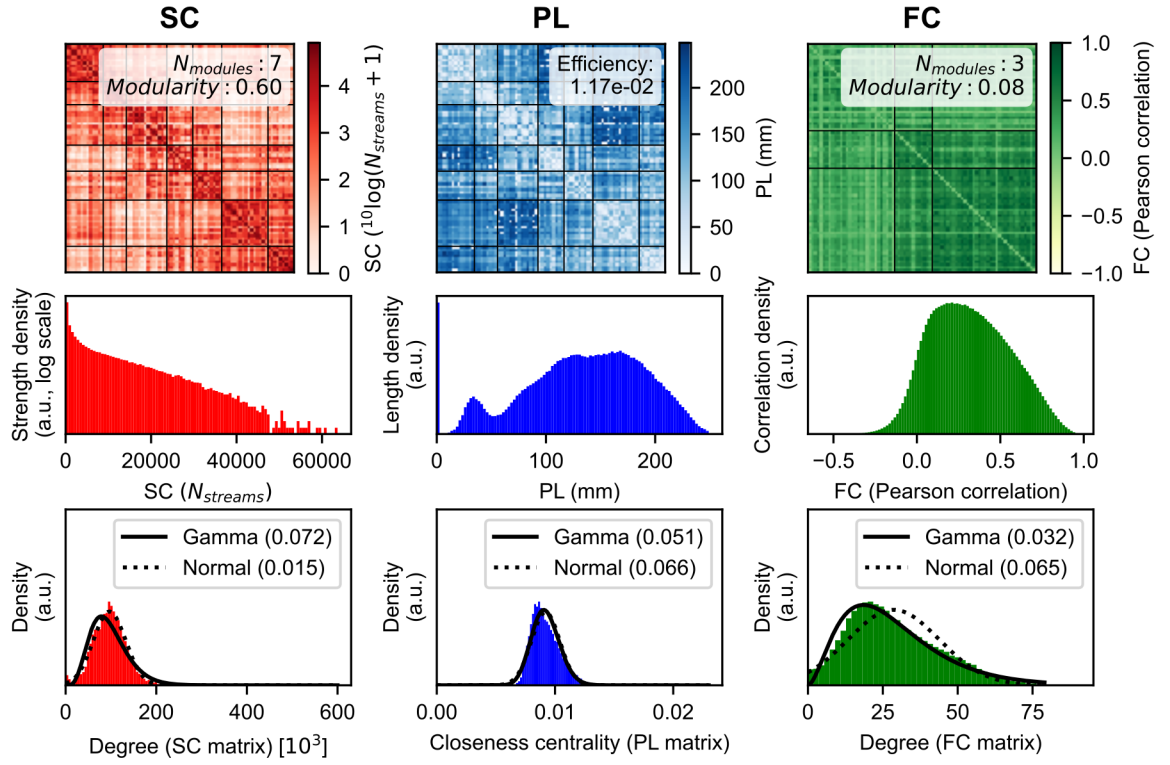 SC
PL
FC
N_modules : 7
Modularity : 0.60
4
3
2
1
0
SC (^10log(N_streams + 1)
Efficiency:
1.17e-02
200
150
100
50
0
PL (mm)
N_modules : 3
Modularity : 0.08
1.0
0.5
0.0
−0.5
−1.0
FC (Pearson correlation)
Strength density
(a.u., log scale)
0
20000
40000
60000
SC (N_streams)
Length density
(a.u.)
0
100
200
PL (mm)
Correlation density
(a.u.)
−0.5
0.0
0.5
1.0
FC (Pearson correlation)
Density
(a.u.)
Gamma (0.072)
Normal (0.015)
0
200
400
600
Degree (SC matrix) [10^3]
Density
(a.u.)
Gamma (0.051)
Normal (0.066)
0.00
0.01
0.02
Closeness centrality (PL matrix)
Density
(a.u.)
Gamma (0.032)
Normal (0.065)
0
25
50
75
Degree (FC matrix)